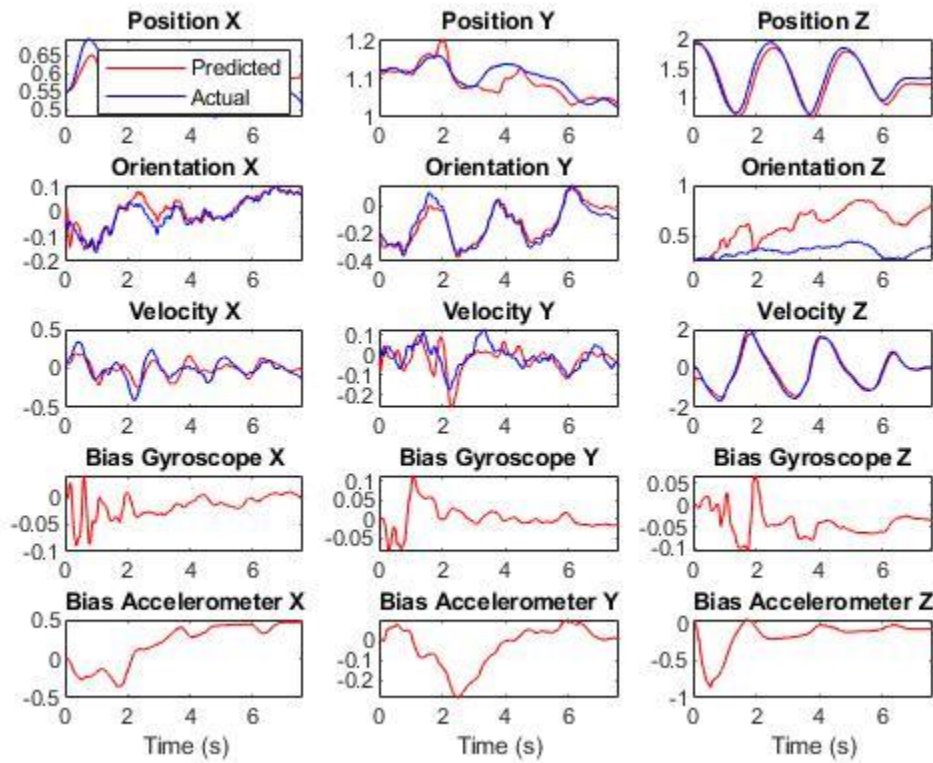 Position X Position Y Position Z
0.65 0.6 0.55 0.5 Predicted Actual 1.2 1.1 1 2 1.5 1
0 2 4 6 0 2 4 6 0 2 4 6
Orientation X Orientation Y Orientation Z
0.1 0 -0.1 -0.2 0 -0.2 -0.4 1 0.5
0 2 4 6 0 2 4 6 0 2 4 6
Velocity X Velocity Y Velocity Z
0.5 0 -0.5 0.1 0 -0.1 -0.2 2 0 -2
0 2 4 6 0 2 4 6 0 2 4 6
Bias Gyroscope X Bias Gyroscope Y Bias Gyroscope Z
0 -0.05 -0.1 0.1 0.05 0 -0.05 0.05 0 -0.05 -0.1
0 2 4 6 0 2 4 6 0 2 4 6
Bias Accelerometer X Bias Accelerometer Y Bias Accelerometer Z
0.5 0 -0.5 0 -0.1 -0.2 0 -0.5 -1
0 2 4 6 0 2 4 6 0 2 4 6
Time (s) Time (s) Time (s)